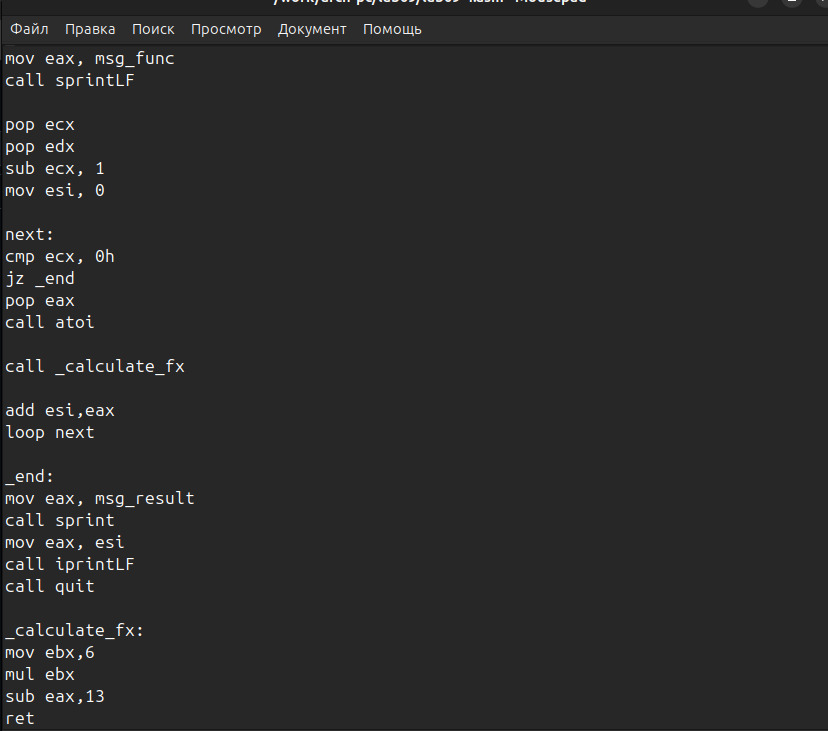 Файл Правка Поиск Просмотр Документ Помощь
mov eax, msg_func
call sprintLF
pop ecx
pop edx
sub ecx, 1
mov esi, 0
next:
cmp ecx, 0h
jz _end
pop eax
call atoi
call _calculate_fx
add esi,eax
loop next
_end:
mov eax, msg_result
call sprint
mov eax, esi
call iprintLF
call quit
_calculate_fx:
mov ebx,6
mul ebx
sub eax,13
ret